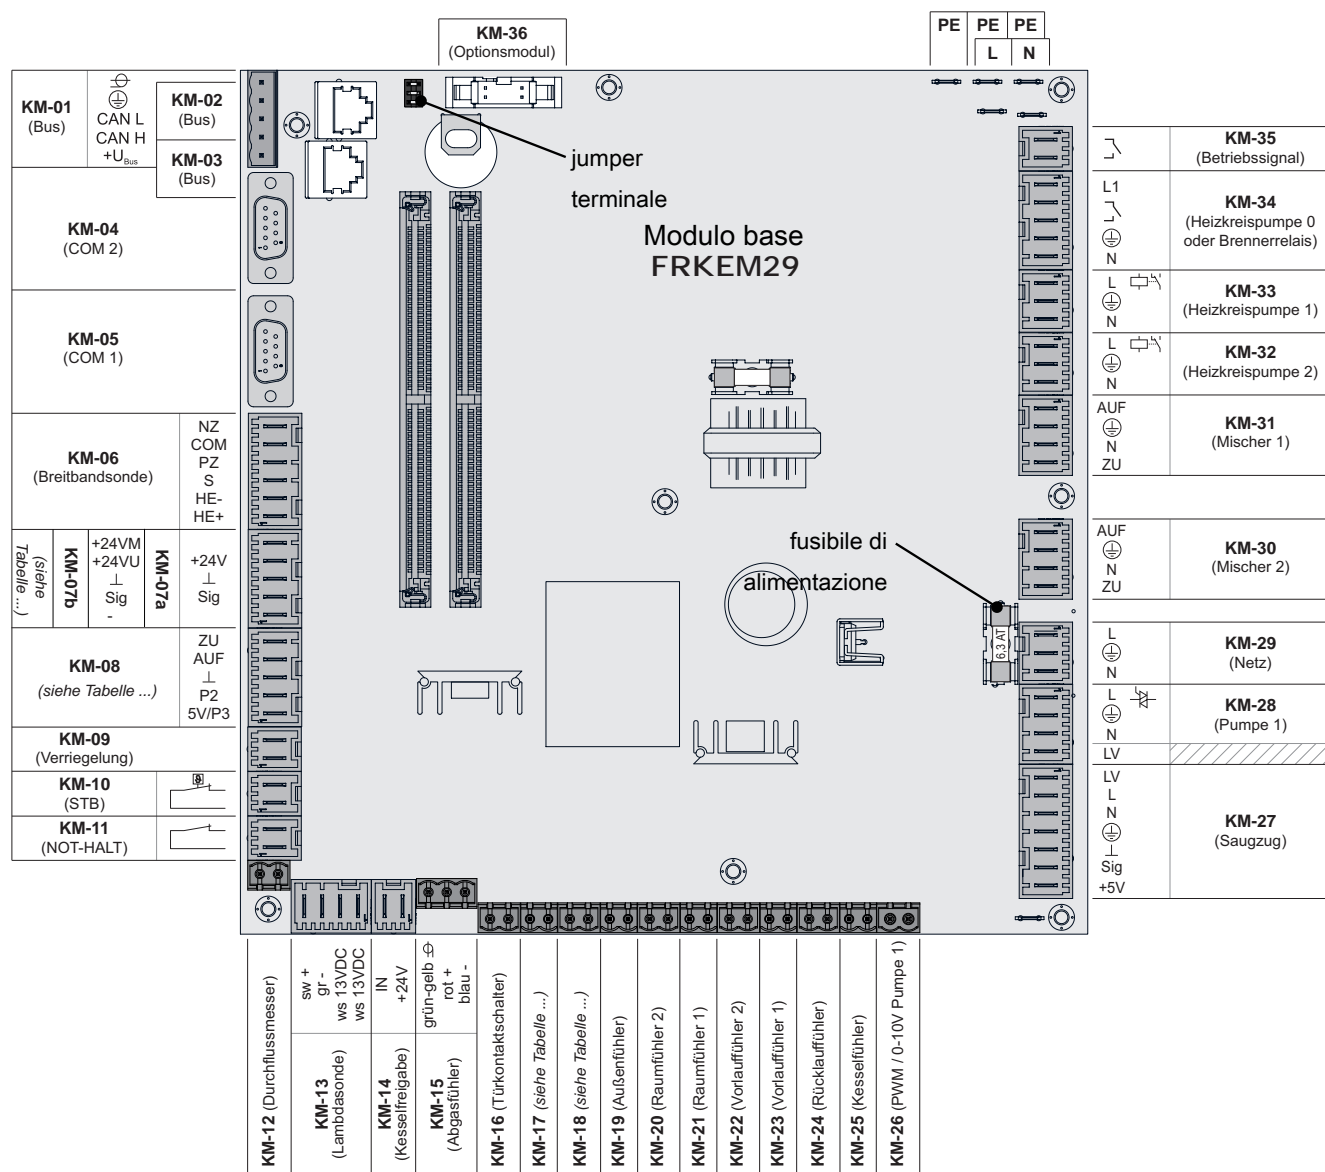 KM-36
(Optionsmodul)
PE PE PE
L N
KM-01
(Bus)
CAN L
CAN H
+U Bus
KM-02
(Bus)
KM-03
(Bus)
KM-04
(COM 2)
KM-05
(COM 1)
KM-06
(Breitbandsonde)
NZ
COM
PZ
S
HE-
HE+
(siehe
Tabelle ...)
KM-07b
+24VM
+24VU
⊥
Sig
-
KM-07a
+24V
⊥
Sig
KM-08
(siehe Tabelle ...)
ZU
AUF
⊥
P2
5V/P3
KM-09
(Verriegelung)
KM-10
(STB)
KM-11
(NOT-HALT)
jumper
terminale
Modulo base
FRKEM29
fusibile di
alimentazione
6,3 AT
KM-35
(Betriebssignal)
L1
N
KM-34
(Heizkreispumpe 0
oder Brennerrelais)
L
N
KM-33
(Heizkreispumpe 1)
L
N
KM-32
(Heizkreispumpe 2)
AUF
N
ZU
KM-31
(Mischer 1)
AUF
N
ZU
KM-30
(Mischer 2)
L
N
KM-29
(Netz)
L
N
LV
KM-28
(Pumpe 1)
LV
L
N
⊥
Sig
+5V
KM-27
(Saugzug)
KM-12 (Durchflussmesser)
sw +
gr -
ws 13VDC
ws 13VDC
KM-13
(Lambdasonde)
IN
+24V
KM-14
(Kesselfreigabe)
grün-gelb
rot +
blau -
KM-15
(Abgasfühler)
KM-16 (Türkontaktschalter)
KM-17 (siehe Tabelle ...)
KM-18 (siehe Tabelle ...)
KM-19 (Außenfühler)
KM-20 (Raumfühler 2)
KM-21 (Raumfühler 1)
KM-22 (Vorlauffühler 2)
KM-23 (Vorlauffühler 1)
KM-24 (Rücklauffühler)
KM-25 (Kesselfühler)
KM-26 (PWM / 0-10V Pumpe 1)